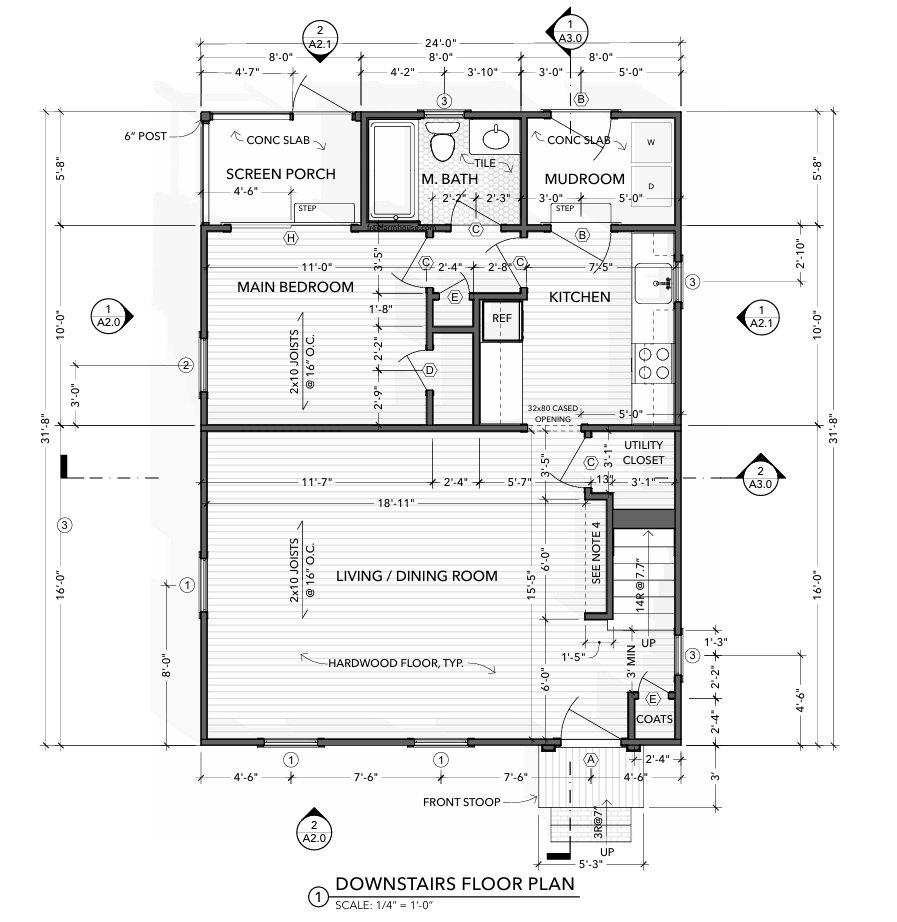 2
A2.1
1
A3.0
24'-0"
8'-0"
8'-0"
8'-0"
4'-7"
4'-2"
3'-10"
3'-0"
5'-0"
3
B
6" POST
CONC SLAB
CONC SLAB
W
5'-8"
5'-8"
TILE
SCREEN PORCH
M. BATH
MUDROOM
D
4'-6"
2'-2"
2'-3"
3'-0"
5'-0"
STEP
STEP
H
C
B
2'-10"
3'-5"
11'-0"
C
2'-4"
2'-8"
C
7'-5"
MAIN BEDROOM
E
KITCHEN
3
1'-8"
1
A2.0
REF
1
A2.1
10'-0"
10'-0"
2x10 JOISTS
@ 16" O.C.
2'-2"
2
D
3'-0"
2'-9"
32x80 CASED
OPENING
5'-0"
31'-8"
31'-8"
UTILITY
CLOSET
3'-5"
3'-1"
C
2
A3.0
11'-7"
2'-4"
5'-7"
13"
3'-1"
18'-11"
3
2x10 JOISTS
@ 16" O.C.
LIVING / DINING ROOM
6'-0"
SEE NOTE 4
15'-5"
14R @ 7.7"
16'-0"
16'-0"
1
UP
1'-3"
1'-5"
3' MIN
3
8'-0"
HARDWOOD FLOOR, TYP.
6'-0"
2'-2"
E
4'-6"
COATS
2'-4"
1
1
A
2'-4"
4'-6"
7'-6"
7'-6"
4'-6"
3'
FRONT STOOP
3R@7"
2
A2.0
UP
5'-3"
1
DOWNSTAIRS FLOOR PLAN
SCALE: 1/4" = 1'-0"